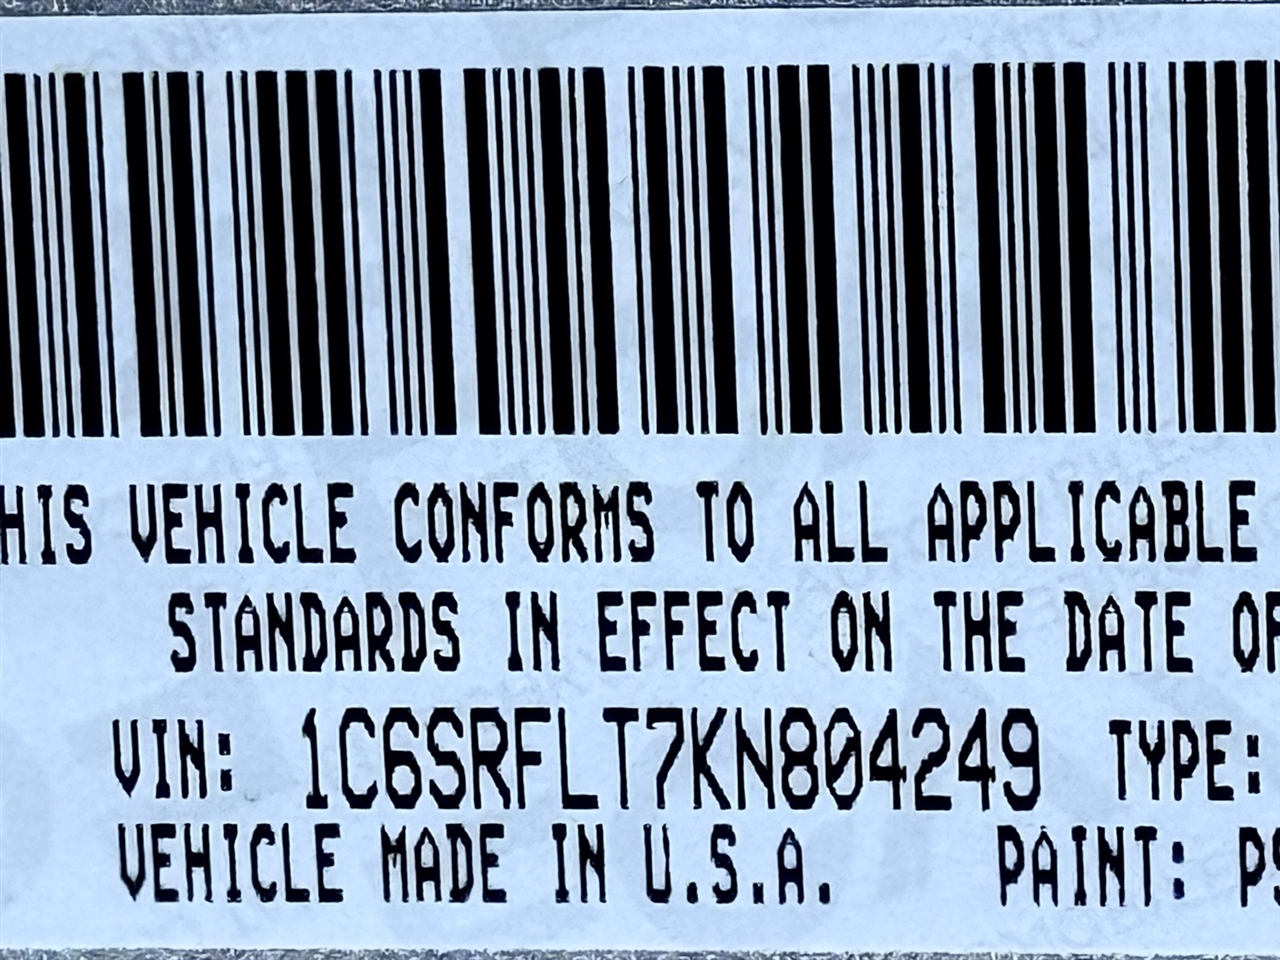 HIS VEHICLE CONFORMS TO ALL APPLICABLE
STANDARDS IN EFFECT ON THE DATE OF
VIN: 1C6SRFLT7KN804249 TYPE:
VEHICLE MADE IN U.S.A. PAINT: PS